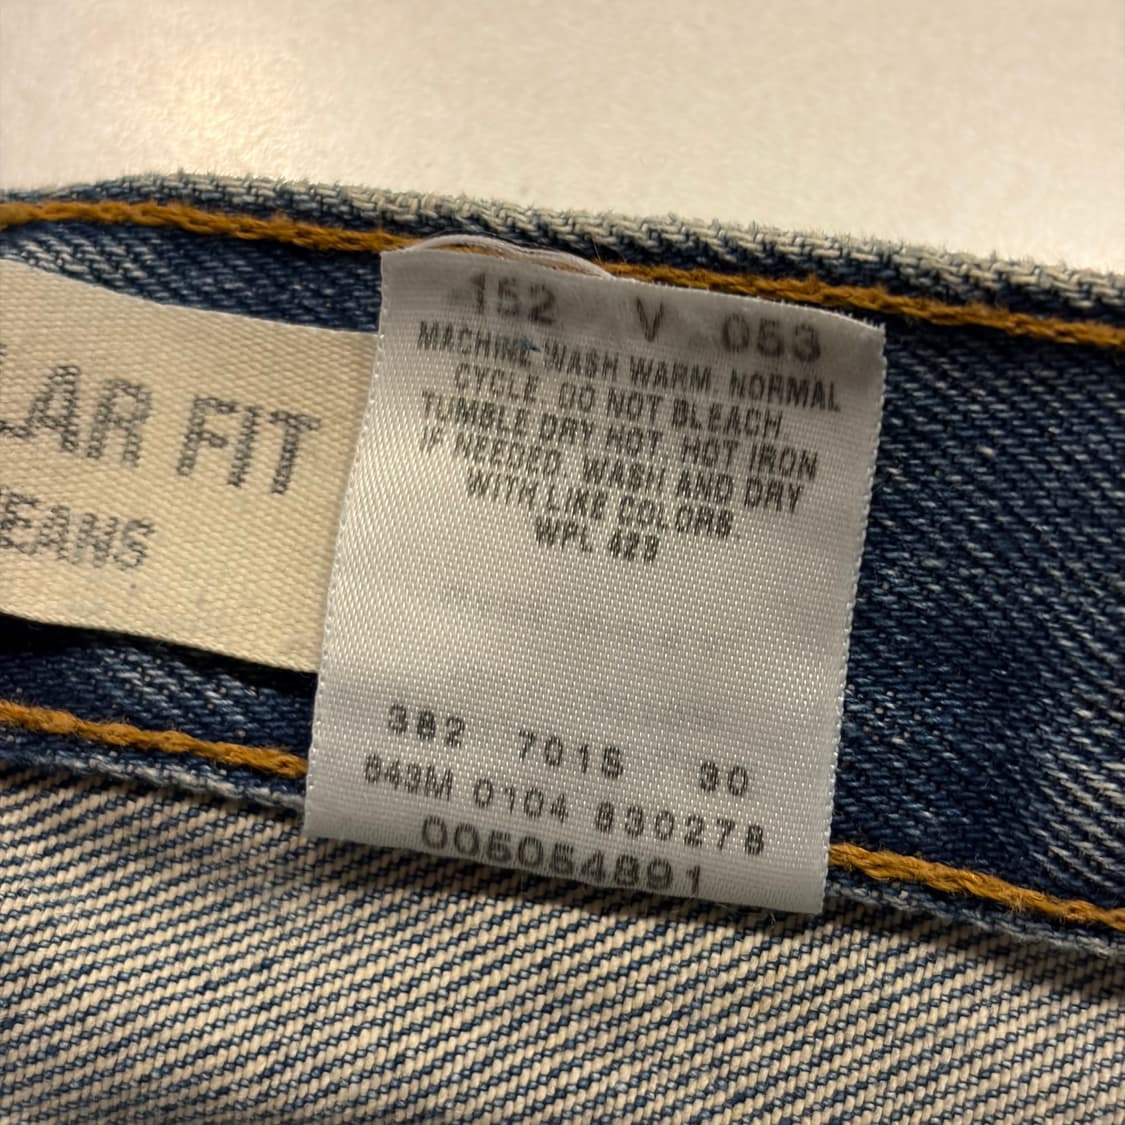 LAR FIT
EANS
152 V 053
MACHINE WASH WARM, NORMAL
CYCLE. DO NOT BLEACH.
TUMBLE DRY HOT. HOT IRON
IF NEEDED. WASH AND DRY
WITH LIKE COLORS
WPL 423
382 701S 30
843M 0104 830278
005054891